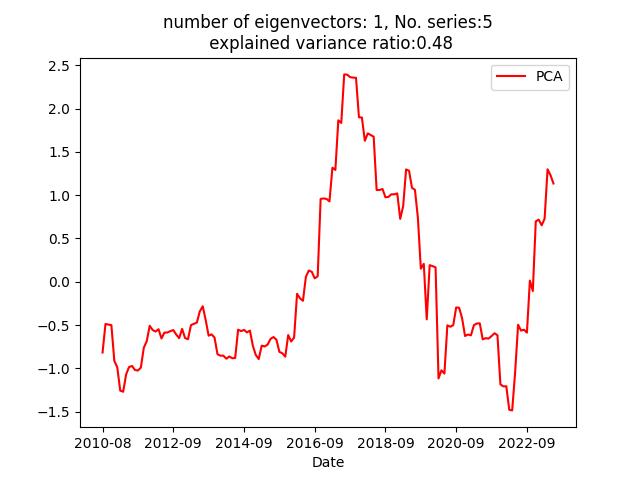 number of eigenvectors: 1, No. series:5
explained variance ratio:0.48
2.5
2.0
1.5
1.0
0.5
0.0
−0.5
−1.0
−1.5
PCA
2010-08 2012-09 2014-09 2016-09 2018-09 2020-09 2022-09
Date